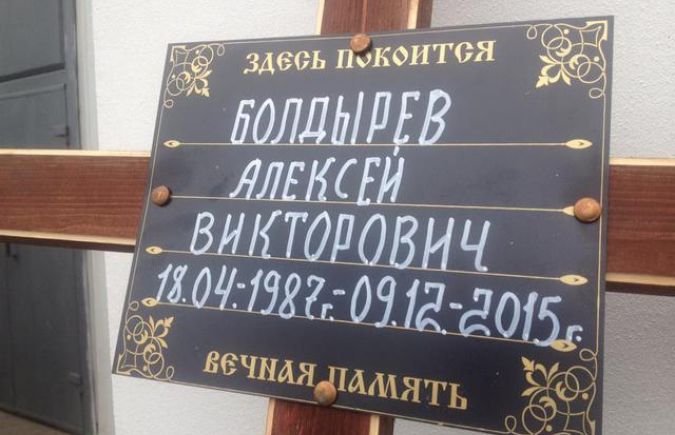 ЗДЕСЬ ПОКОИТСЯ
БОЛДЫРЕВ
АЛЕКСЕЙ
ВИКТОРОВИЧ
18.04.-1987г.-09.12.-2015г.
ВЕЧНАЯ ПАМЯТЬ